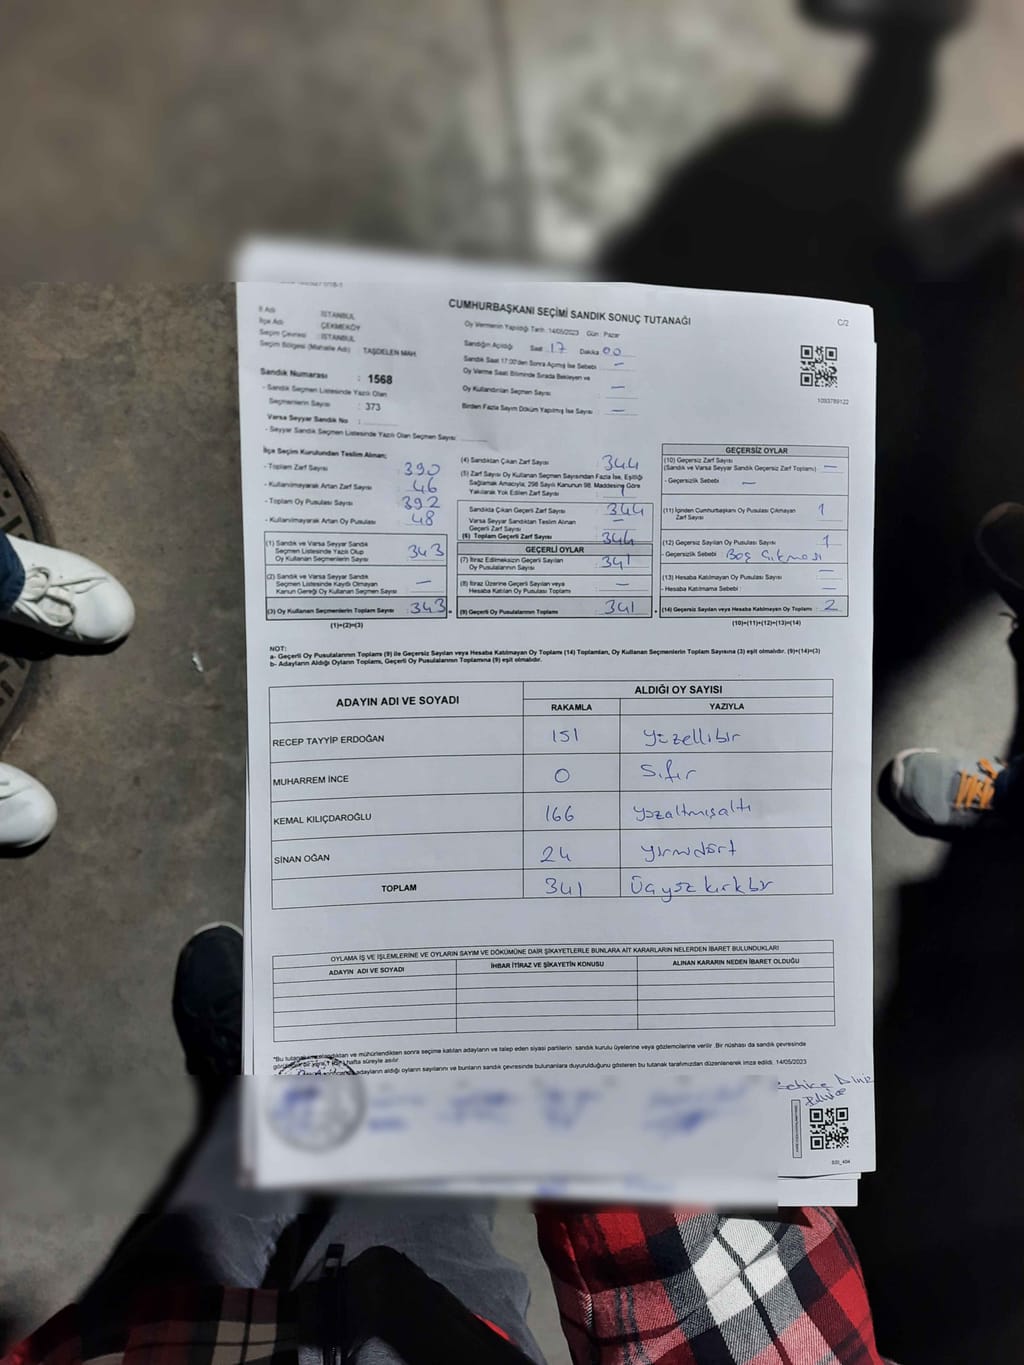 CUMHURBAŞKANI SEÇİMİ SANDIK SONUÇ TUTANAĞI
C/2
İl Adı : İSTANBUL
İlçe Adı : ÇEKMEKÖY
Seçim Çevresi : İSTANBUL
Seçim Bölgesi (Mahalle Adı) : TAŞDELEN MAH.
Sandık Numarası : 1568
- Sandık Seçmen Listesinde Yazılı Olan
Seçmenlerin Sayısı : 373
Varsa Seyyar Sandık No :
- Seyyar Sandık Seçmen Listesinde Yazılı Olan Seçmen Sayısı:
Oy Vermenin Yapıldığı Tarih :14/05/2023 Gün : Pazar
Sandığın Açıldığı Saat 17 Dakika 00
Sandık Saat 17:00'den Sonra Açılmış İse Sebebi : —
Oy Verme Saati Bitiminde Sırada Bekleyen ve
Oy Kullandırılan Seçmen Sayısı : —
Birden Fazla Sayım Döküm Yapılmış İse Sayısı : —
1093789122
İlçe Seçim Kurulundan Teslim Alınan;
- Toplam Zarf Sayısı : 390
- Kullanılmayarak Artan Zarf Sayısı : 46
- Toplam Oy Pusulası Sayısı : 392
- Kullanılmayarak Artan Oy Pusulası : 48
(1) Sandık ve Varsa Seyyar Sandık
Seçmen Listesinde Yazılı Olup
Oy Kullanan Seçmenlerin Sayısı : 343
(2) Sandık ve Varsa Seyyar Sandık
Seçmen Listesinde Kaydı Olmayan
Kanun Gereği Oy Kullanan Seçmen Sayısı : —
(3) Oy Kullanan Seçmenlerin Toplam Sayısı : 343 =
(1)+(2)=(3)
(4) Sandıktan Çıkan Zarf Sayısı : 344
(5) Zarf Sayısı Oy Kullanan Seçmen Sayısından Fazla İse, Eşitliği
Sağlamak Amacıyla, 298 Sayılı Kanunun 98. Maddesine Göre
Yakılarak Yok Edilen Zarf Sayısı : 1
Sandıkta Çıkan Geçerli Zarf Sayısı : 344
Varsa Seyyar Sandıktan Teslim Alınan
Geçerli Zarf Sayısı : —
(6) Toplam Geçerli Zarf Sayısı : 344
GEÇERLİ OYLAR
(7) İtiraz Edilmeksizin Geçerli Sayılan
Oy Pusulalarının Sayısı : 341
(8) İtiraz Üzerine Geçerli Sayılan veya
Hesaba Katılan Oy Pusulası Toplamı : —
(9) Geçerli Oy Pusulalarının Toplamı : 341 +
GEÇERSİZ OYLAR
(10) Geçersiz Zarf Sayısı
(Sandık ve Varsa Seyyar Sandık Geçersiz Zarf Toplamı) : —
- Geçersizlik Sebebi : —
(11) İçinden Cumhurbaşkanı Oy Pusulası Çıkmayan
Zarf Sayısı : 1
(12) Geçersiz Sayılan Oy Pusulası Sayısı : 1
- Geçersizlik Sebebi : Boş Çıkması
(13) Hesaba Katılmayan Oy Pusulası Sayısı : —
- Hesaba Katılmama Sebebi : —
(14) Geçersiz Sayılan veya Hesaba Katılmayan Oy Toplamı : 2
(10)+(11)+(12)+(13)=(14)
NOT:
a- Geçerli Oy Pusulasının Toplamı (9) ile Geçersiz Sayılan veya Hesaba Katılmayan Oy Toplamı (14) Toplamları, Oy Kullanan Seçmenlerin Toplam Sayısına (3) eşit olmalıdır. (9)+(14)=(3)
b- Adayların Aldığı Oyların Toplamı, Geçerli Oy Pusulalarının Toplamına (9) eşit olmalıdır.
ADAYIN ADI VE SOYADI
ALDIĞI OY SAYISI
RAKAMLA YAZIYLA
RECEP TAYYİP ERDOĞAN 151 yüzellibir
MUHARREM İNCE 0 Sıfır
KEMAL KILIÇDAROĞLU 166 yüzaltmışaltı
SİNAN OĞAN 24 yirmidört
TOPLAM 341 Üçyüz kırkbir
OYLAMA İŞ VE İŞLEMLERİNE VE OYLARIN SAYIM VE DÖKÜMÜNE DAİR ŞİKAYETLERLE BUNLARA AİT KARARLARIN NELERDEN İBARET BULUNDUKLARI
ADAYIN ADI VE SOYADI İHBAR İTİRAZ VE ŞİKAYETİN KONUSU ALINAN KARARIN NEDEN İBARET OLDUĞU
*Bu tutanak ve mühürlendikten sonra seçime katılan adayların ve talep eden siyasi partilerin sandık kurulu üyelerine veya gözlemcilerine verilir. Bir nüshası da sandık çevresinde
hafta süreyle asılır.
adayların aldığı oyların sayılarını ve bunların sandık çevresinde bulunanlara duyurulduğunu gösteren bu tutanak tarafımızdan düzenlenerek imza edildi. 14/05/2023